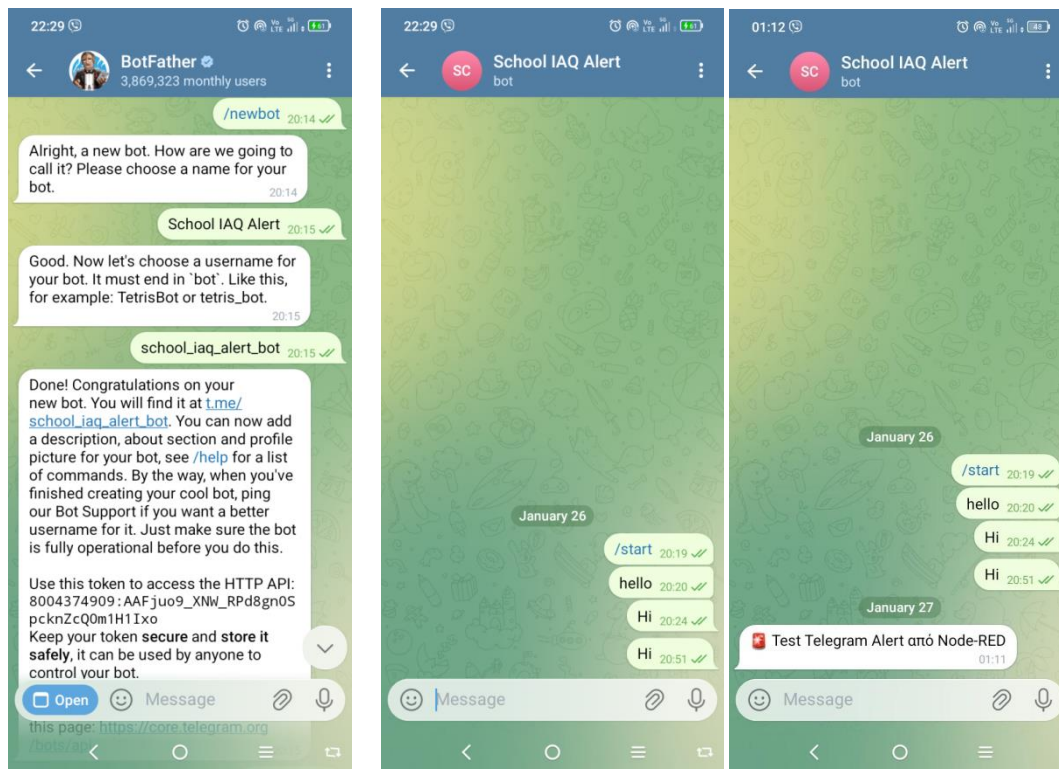 22:29
BotFather
3,869,323 monthly users
/newbot 20:14
Alright, a new bot. How are we going to
call it? Please choose a name for your
bot.
20:14
School IAQ Alert 20:15
Good. Now let's choose a username for
your bot. It must end in `bot`. Like this,
for example: TetrisBot or tetris_bot.
20:15
school_iaq_alert_bot 20:15
Done! Congratulations on your
new bot. You will find it at t.me/
school_iaq_alert_bot. You can now add
a description, about section and profile
picture for your bot, see /help for a list
of commands. By the way, when you've
finished creating your cool bot, ping
our Bot Support if you want a better
username for it. Just make sure the bot
is fully operational before you do this.
Use this token to access the HTTP API:
8004374909:AAFjuo9_XNW_RPd8gn0S
pcknZcQOm1H1Ixo
Keep your token secure and store it
safely, it can be used by anyone to
control your bot.
Open
Message
this page: https://core.telegram.org
/bots/api
22:29
SC
School IAQ Alert
bot
January 26
/start 20:19
hello 20:20
Hi 20:24
Hi 20:51
Message
01:12
SC
School IAQ Alert
bot
January 26
/start 20:19
hello 20:20
Hi 20:24
Hi 20:51
January 27
Test Telegram Alert από Node-RED
01:11
Message